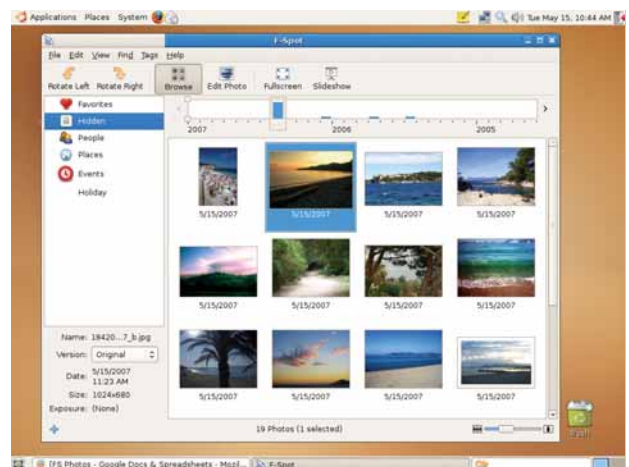 Applications Places System
Tue May 15, 10:44 AM
F-Spot
File Edit View Find Tags Help
Rotate Left Rotate Right Browse Edit Photo Fullscreen Slideshow
Favorites
Hidden
People
Places
Events
Holiday
2007 2006 2005
5/15/2007 5/15/2007 5/15/2007 5/15/2007
5/15/2007 5/15/2007 5/15/2007 5/15/2007
5/15/2007 5/15/2007 5/15/2007 5/15/2007
Name: 18420...7_b.jpg
Version: Original
Date: 5/15/2007
11:23 AM
Size: 1024x680
Exposure: (None)
19 Photos (1 selected)
Trash
[FS Photos - Google Docs & Spreadsheets - Mozil... F-Spot